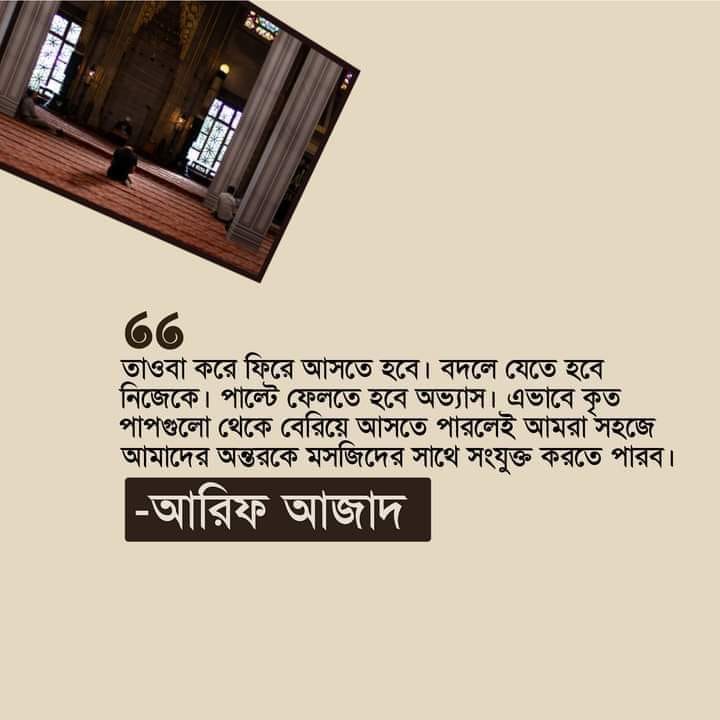 তাওবা করে ফিরে আসতে হবে। বদলে যেতে হবে
নিজেকে। পাল্টে ফেলতে হবে অভ্যাস। এভাবে কৃত
পাপগুলো থেকে বেরিয়ে আসতে পারলেই আমরা সহজে
আমাদের অন্তরকে মসজিদের সাথে সংযুক্ত করতে পারব।
-আরিফ আজাদ